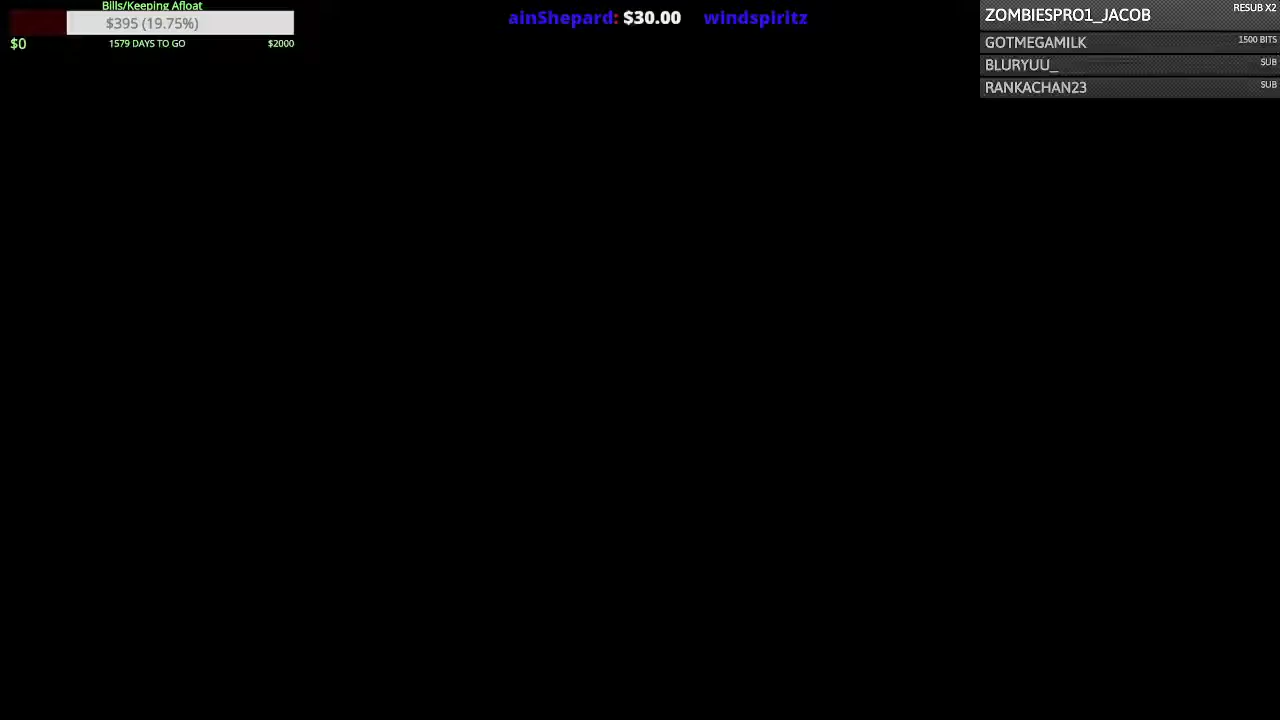 Bills/Keeping Afloat
$395 (19.75%)
$0 1579 DAYS TO GO $2000
ainShepard: $30.00 windspiritz
ZOMBIESPRO1_JACOB RESUB X2
GOTMEGAMILK 1500 BITS
BLURYUU_ SUB
RANKACHAN23 SUB